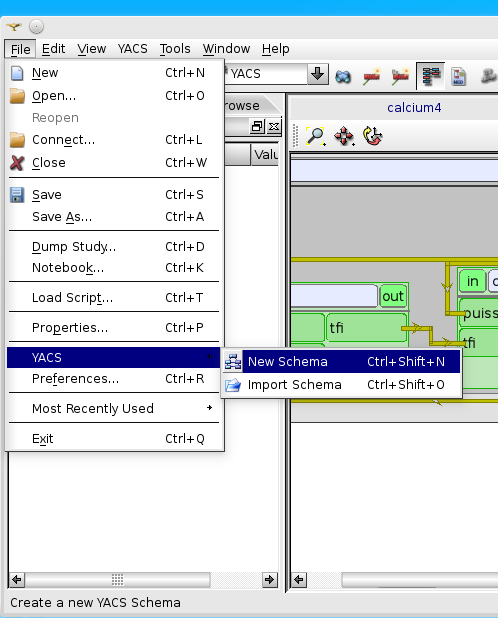 File Edit View YACS Tools Window Help
YACS
New Ctrl+N
Open... Ctrl+O
Reopen
Connect... Ctrl+L
Close Ctrl+W
Save Ctrl+S
Save As... Ctrl+A
Dump Study... Ctrl+D
Notebook... Ctrl+K
Load Script... Ctrl+T
Properties... Ctrl+P
YACS
Preferences... Ctrl+R
Most Recently Used
Exit Ctrl+Q
New Schema Ctrl+Shift+N
Import Schema Ctrl+Shift+O
rowse
Valu
calcium4
out
in
tfi
puiss
tfi
Create a new YACS Schema